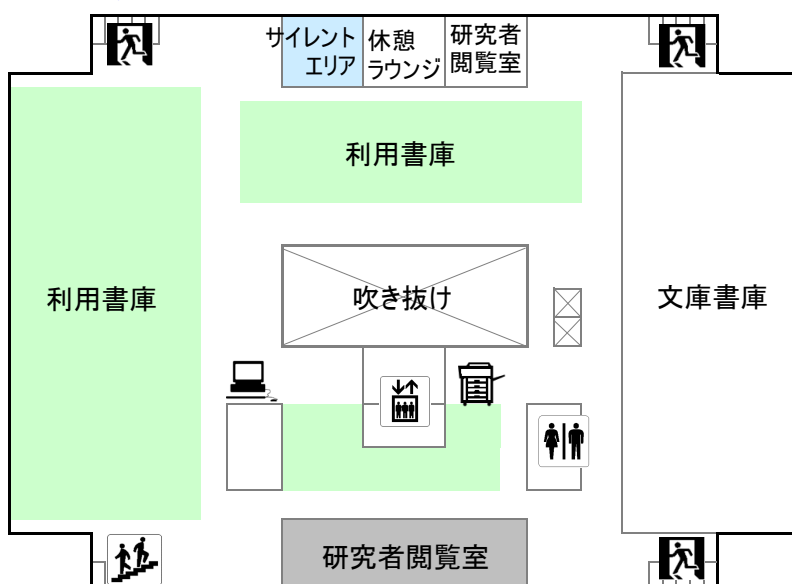 サイレント
エリア
休憩
ラウンジ
研究者
閲覧室
利用書庫
利用書庫
吹き抜け
文庫書庫
研究者閲覧室